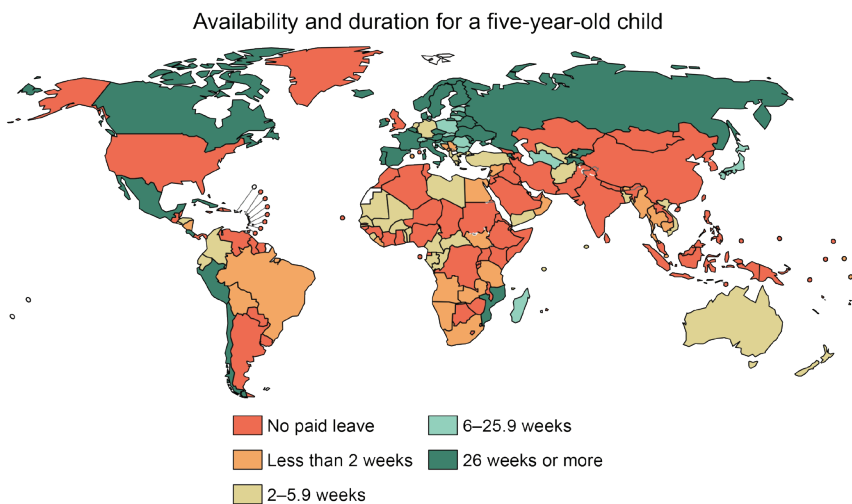 Availability and duration for a five-year-old child
No paid leave
Less than 2 weeks
2–5.9 weeks
6–25.9 weeks
26 weeks or more